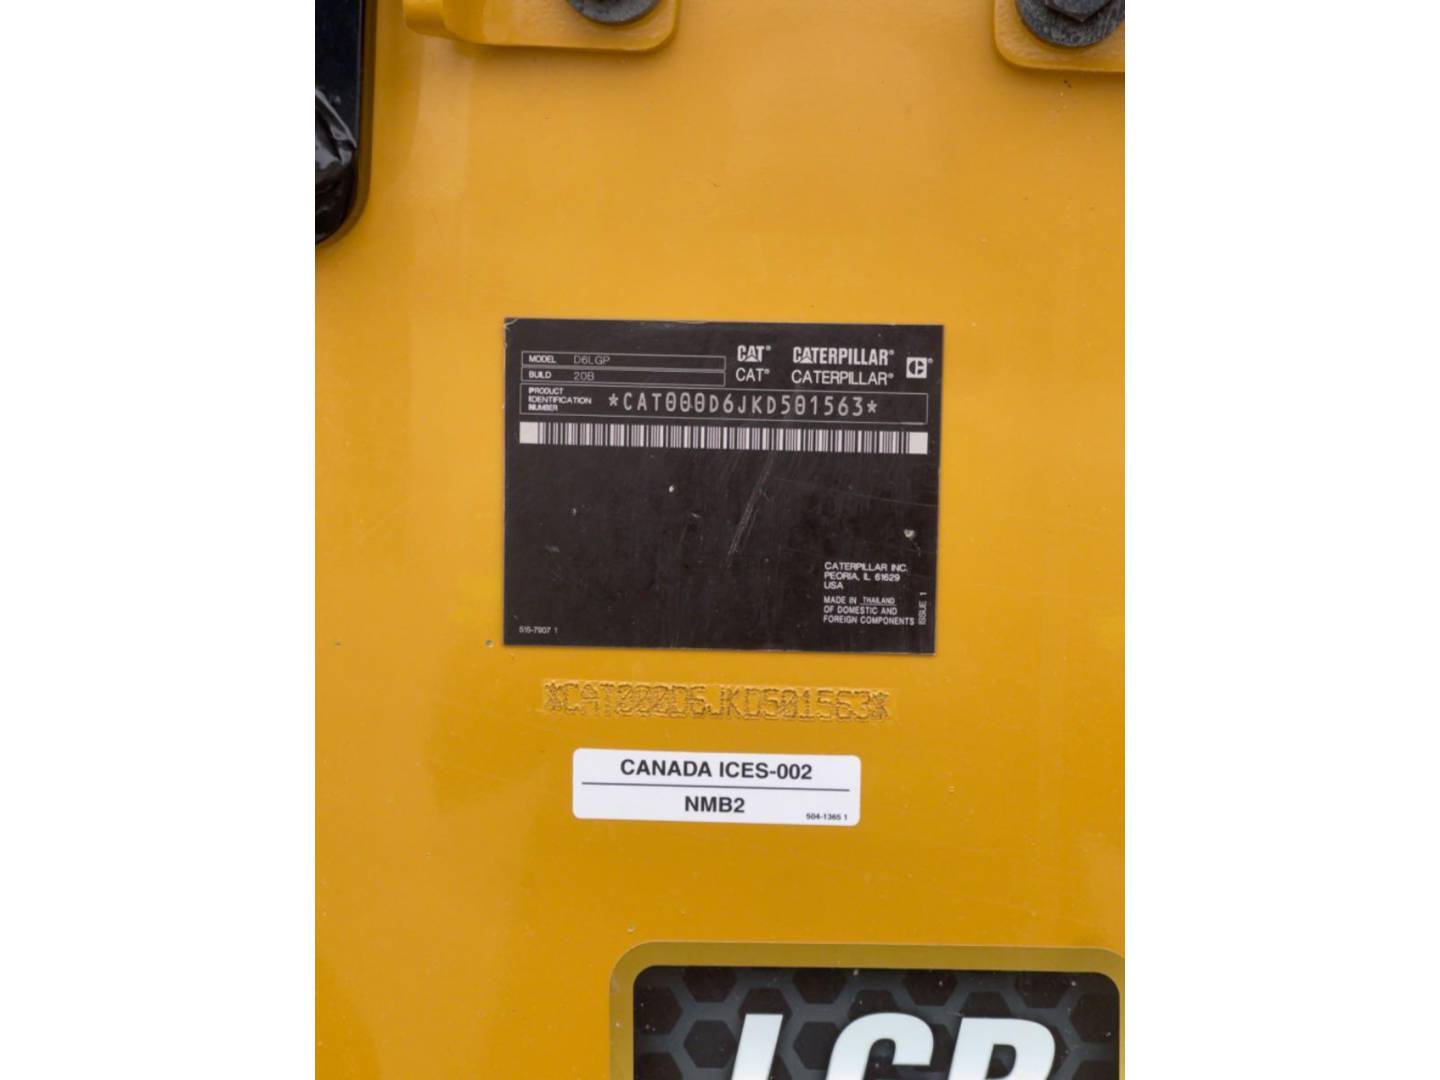 MODEL D6LGP
BUILD 20B
CAT® CATERPILLAR®
CAT® CATERPILLAR®
PRODUCT
IDENTIFICATION
NUMBER
*CAT000D6JKD501563*
CATERPILLAR INC.
PEORIA, IL 61629
USA
MADE IN THAILAND
OF DOMESTIC AND
FOREIGN COMPONENTS
ISSUE 1
515-7907 1
*CAT000D6JKD501563*
CANADA ICES-002
NMB2
504-1365 1
LGP